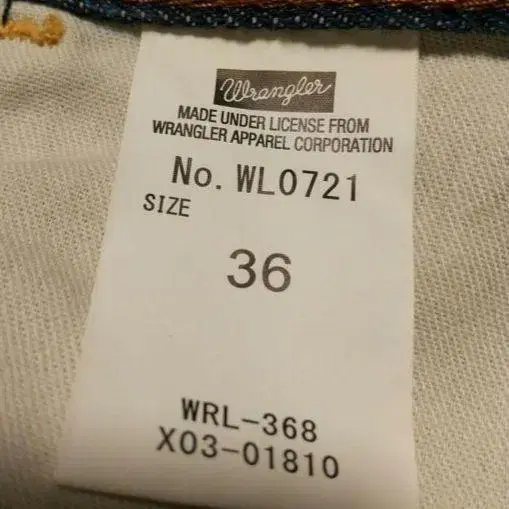 Wrangler
MADE UNDER LICENSE FROM
WRANGLER APPAREL CORPORATION
No. WL0721
SIZE
36
WRL-368
X03-01810